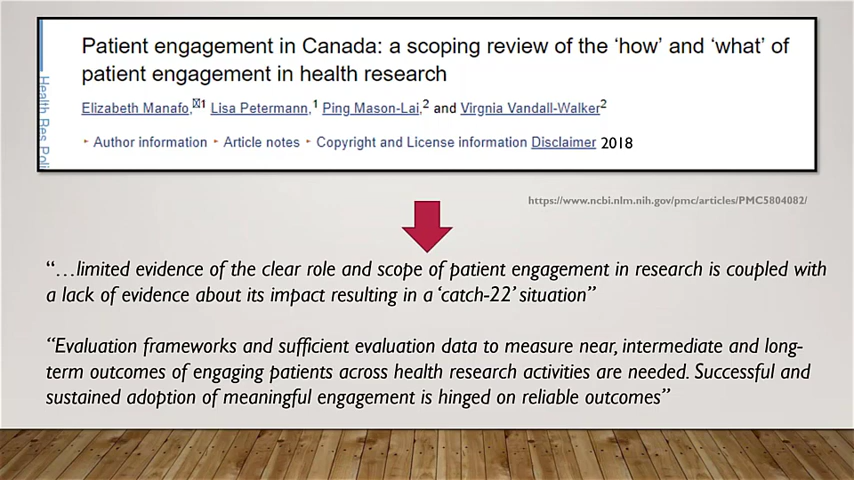 Patient engagement in Canada: a scoping review of the ‘how’ and ‘what’ of
patient engagement in health research
Elizabeth Manafo,1 Lisa Petermann,1 Ping Mason-Lai,2 and Virgnia Vandall-Walker2
Author information Article notes Copyright and License information Disclaimer 2018
Health Res Poli
https://www.ncbi.nlm.nih.gov/pmc/articles/PMC5804082/
“…limited evidence of the clear role and scope of patient engagement in research is coupled with
a lack of evidence about its impact resulting in a ‘catch-22’ situation”
“Evaluation frameworks and sufficient evaluation data to measure near, intermediate and long-
term outcomes of engaging patients across health research activities are needed. Successful and
sustained adoption of meaningful engagement is hinged on reliable outcomes”